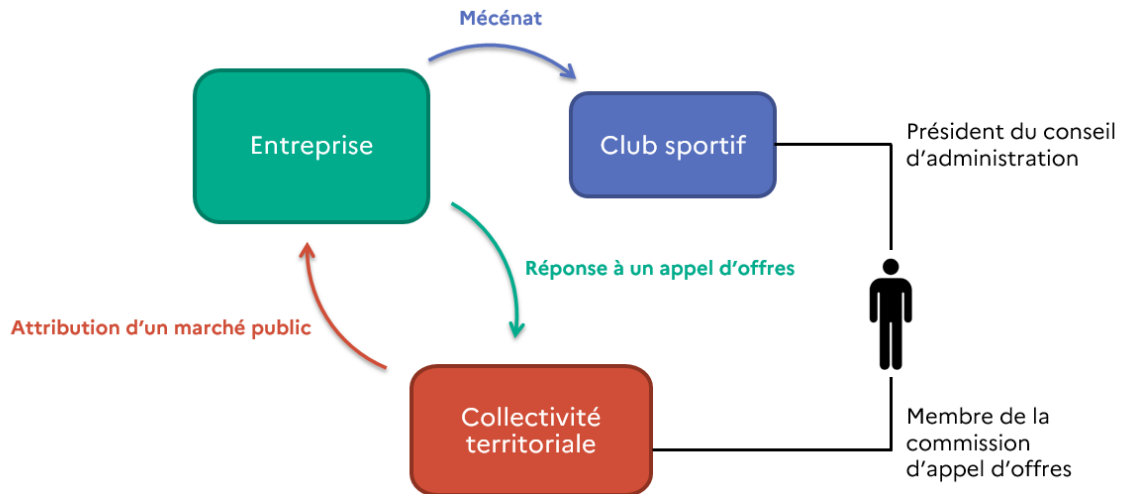 Mécénat
Entreprise
Club sportif
Président du conseil
d’administration
Réponse à un appel d’offres
Attribution d’un marché public
Collectivité
territoriale
Membre de la
commission
d’appel d’offres